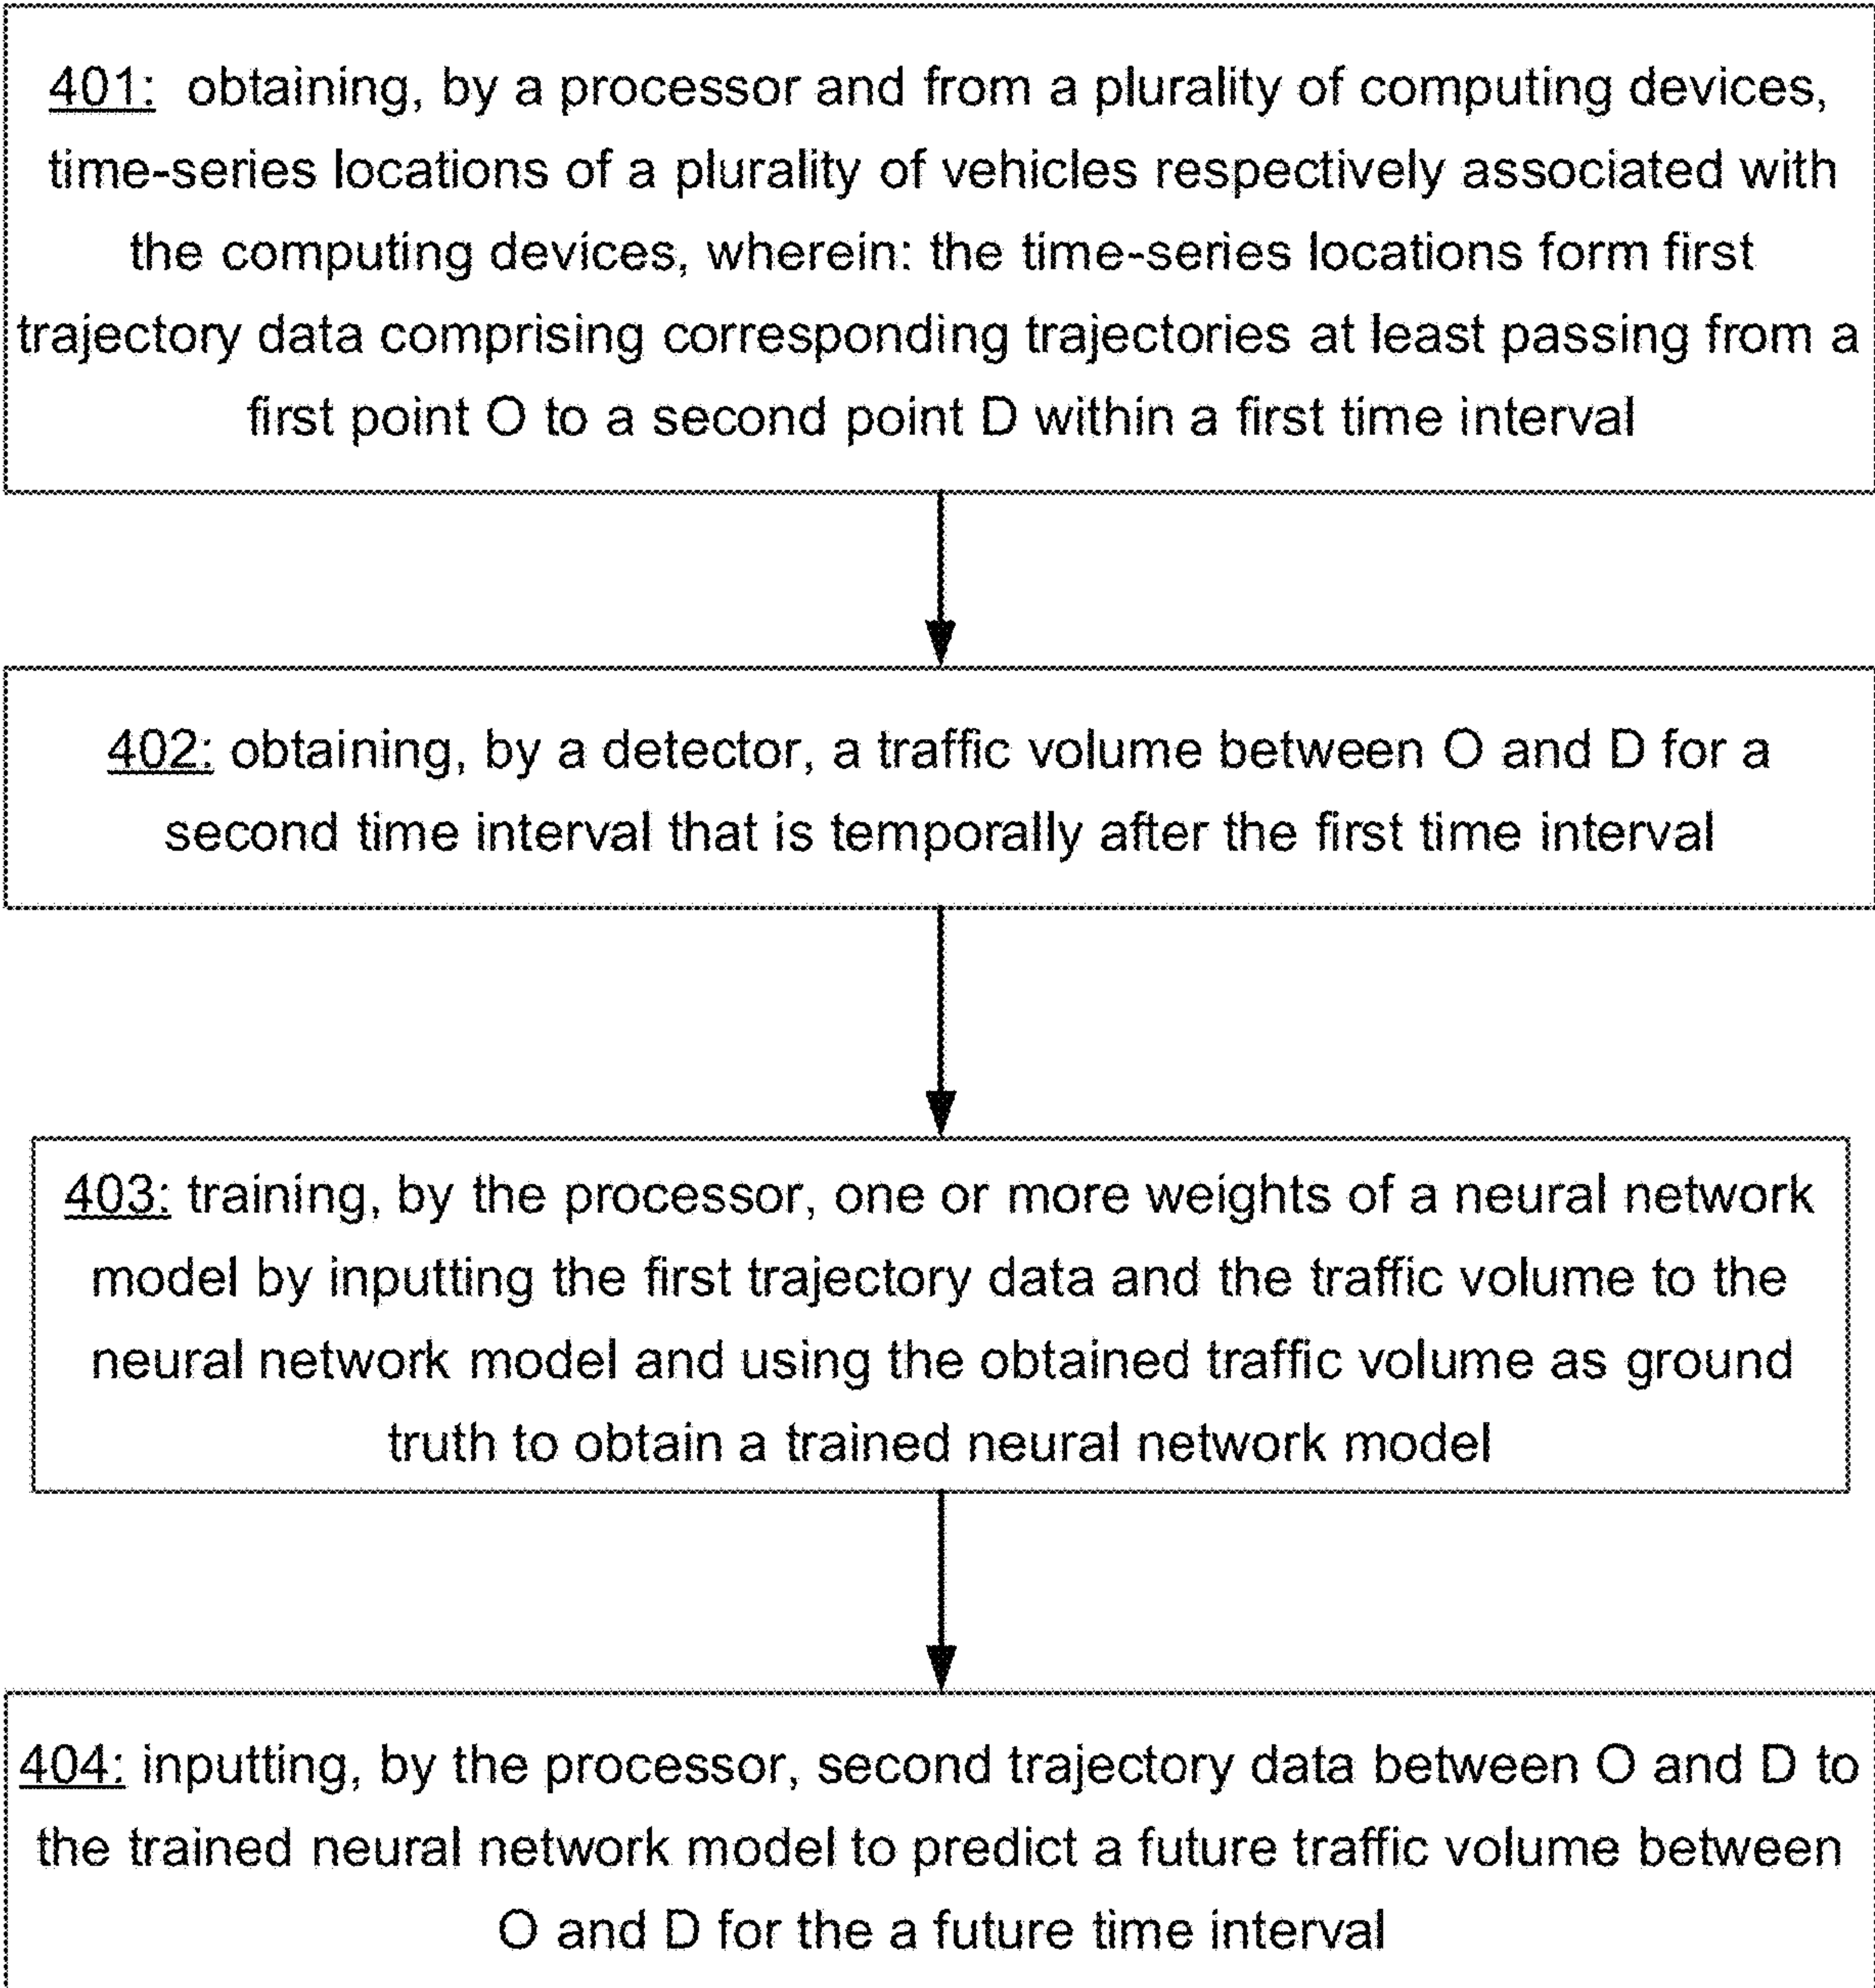 401: obtaining, by a processor and from a plurality of computing devices,
time-series locations of a plurality of vehicles respectively associated with
the computing devices, wherein: the time-series locations form first
trajectory data comprising corresponding trajectories at least passing from a
first point O to a second point D within a first time interval
402: obtaining, by a detector, a traffic volume between O and D for a
second time interval that is temporally after the first time interval
403: training, by the processor, one or more weights of a neural network
model by inputting the first trajectory data and the traffic volume to the
neural network model and using the obtained traffic volume as ground
truth to obtain a trained neural network model
404: inputting, by the processor, second trajectory data between O and D to
the trained neural network model to predict a future traffic volume between
O and D for the a future time interval